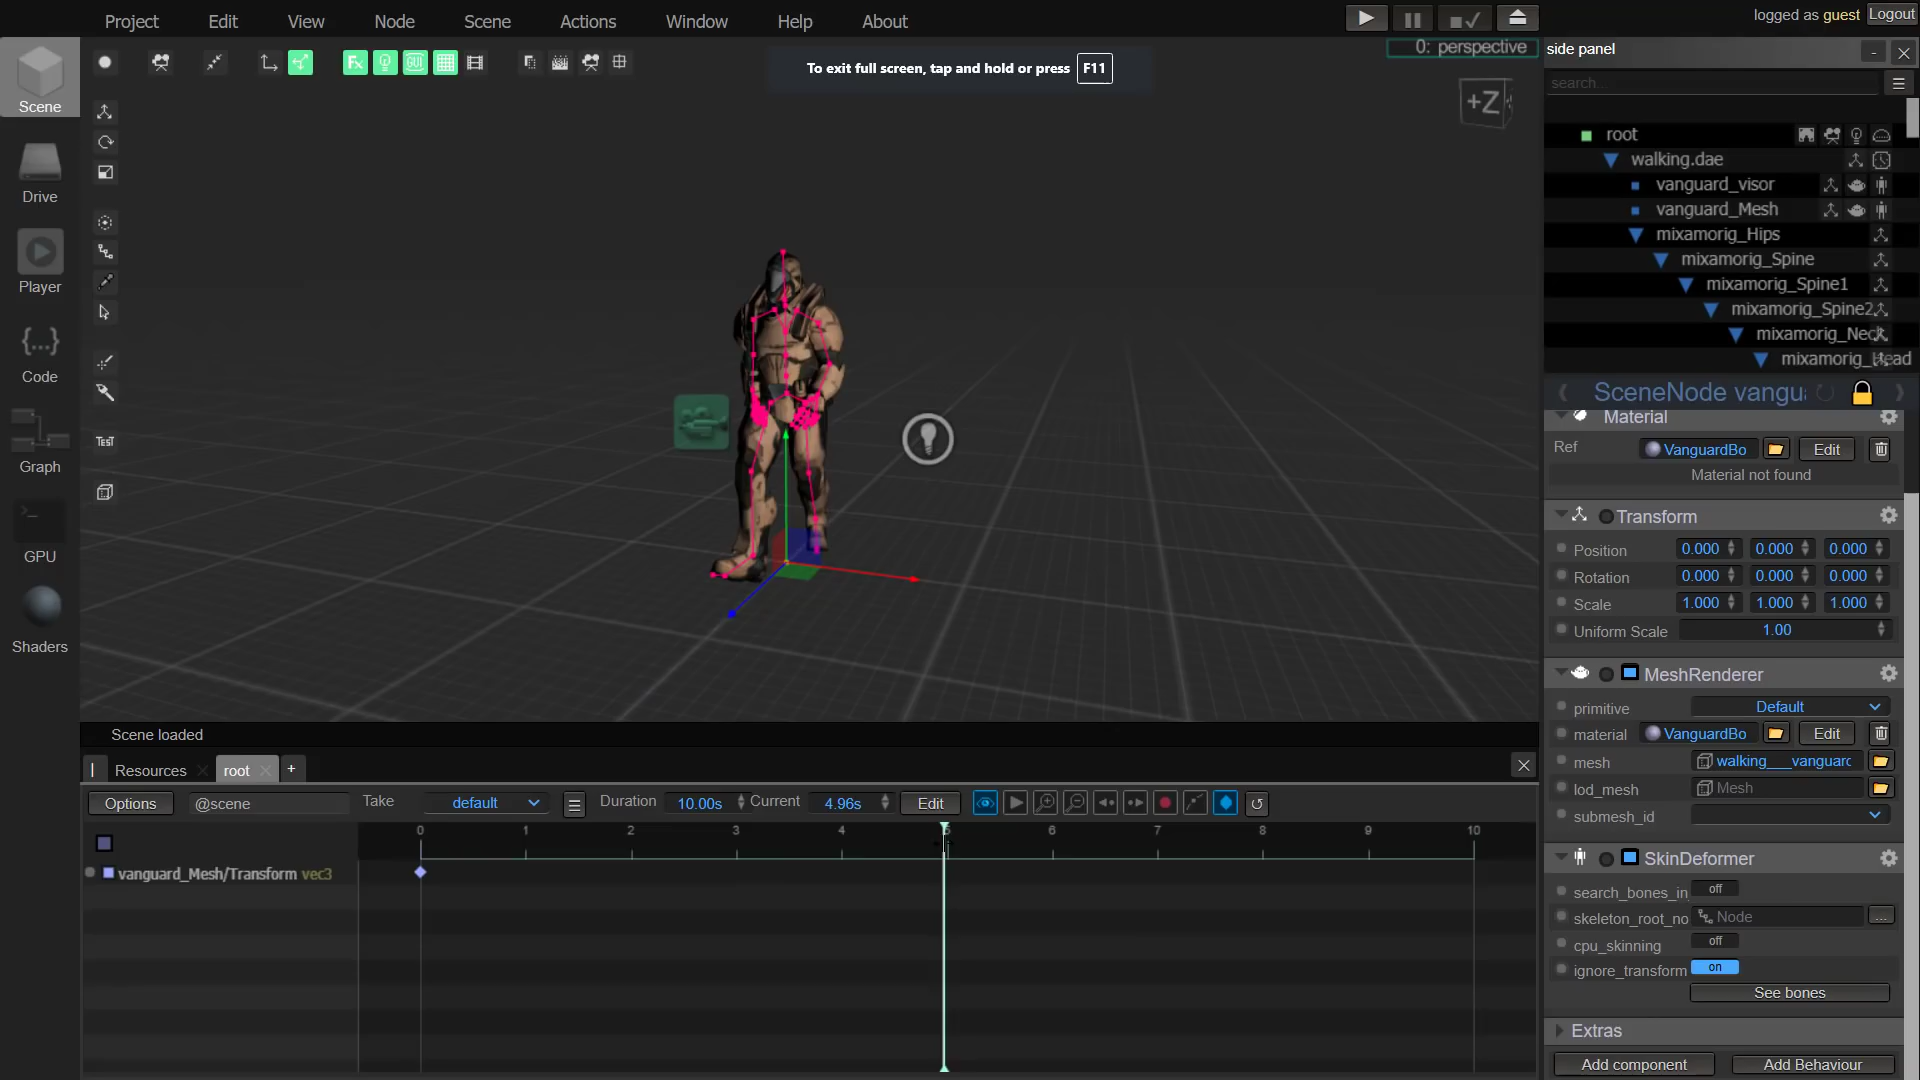 Project Edit View Node Scene Actions Window Help About
logged as guest Logout
0: perspective
side panel
To exit full screen, tap and hold or press F11
Scene
search...
+Z
root
walking.dae
vanguard_visor
vanguard_Mesh
mixamorig_Hips
mixamorig_Spine
mixamorig_Spine1
mixamorig_Spine2
mixamorig_Neck
mixamorig_Head
Drive
Player
Code
Graph
GPU
Shaders
Fx
GUI
TEST
SceneNode vangu
Material
Ref VanguardBo Edit
Material not found
Transform
Position 0.000 0.000 0.000
Rotation 0.000 0.000 0.000
Scale 1.000 1.000 1.000
Uniform Scale 1.00
MeshRenderer
primitive Default
material VanguardBo Edit
mesh walking___vanguarc
lod_mesh Mesh
submesh_id
SkinDeformer
search_bones_in off
skeleton_root_no Node ...
cpu_skinning off
ignore_transform on
See bones
Extras
Add component Add Behaviour
Scene loaded
Resources root +
Options @scene Take default Duration 10.00s Current 4.96s Edit
0 1 2 3 4 5 6 7 8 9 10
vanguard_Mesh/Transform vec3